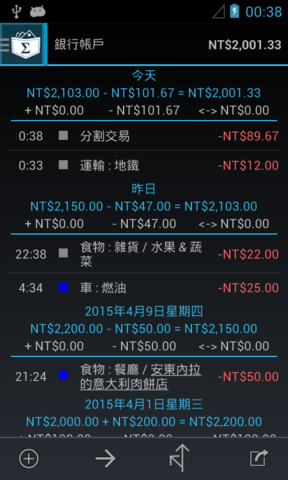 00:38
Σ
銀行帳戶 NT$2,001.33
今天
NT$2,103.00 - NT$101.67 = NT$2,001.33
+ NT$0.00 - NT$101.67 <-> NT$0.00
0:38 分割交易 -NT$89.67
0:33 運輸 : 地鐵 -NT$12.00
昨日
NT$2,150.00 - NT$47.00 = NT$2,103.00
+ NT$0.00 - NT$47.00 <-> NT$0.00
22:38 食物 : 雜貨 / 水果 & 蔬 -NT$22.00
菜
4:34 車 : 燃油 -NT$25.00
2015年4月9日星期四
NT$2,200.00 - NT$50.00 = NT$2,150.00
+ NT$0.00 - NT$50.00 <-> NT$0.00
21:24 食物 : 餐廳 / 安東內拉 -NT$50.00
的意大利肉餅店
2015年4月1日星期三
NT$2,000.00 + NT$200.00 = NT$2,200.00